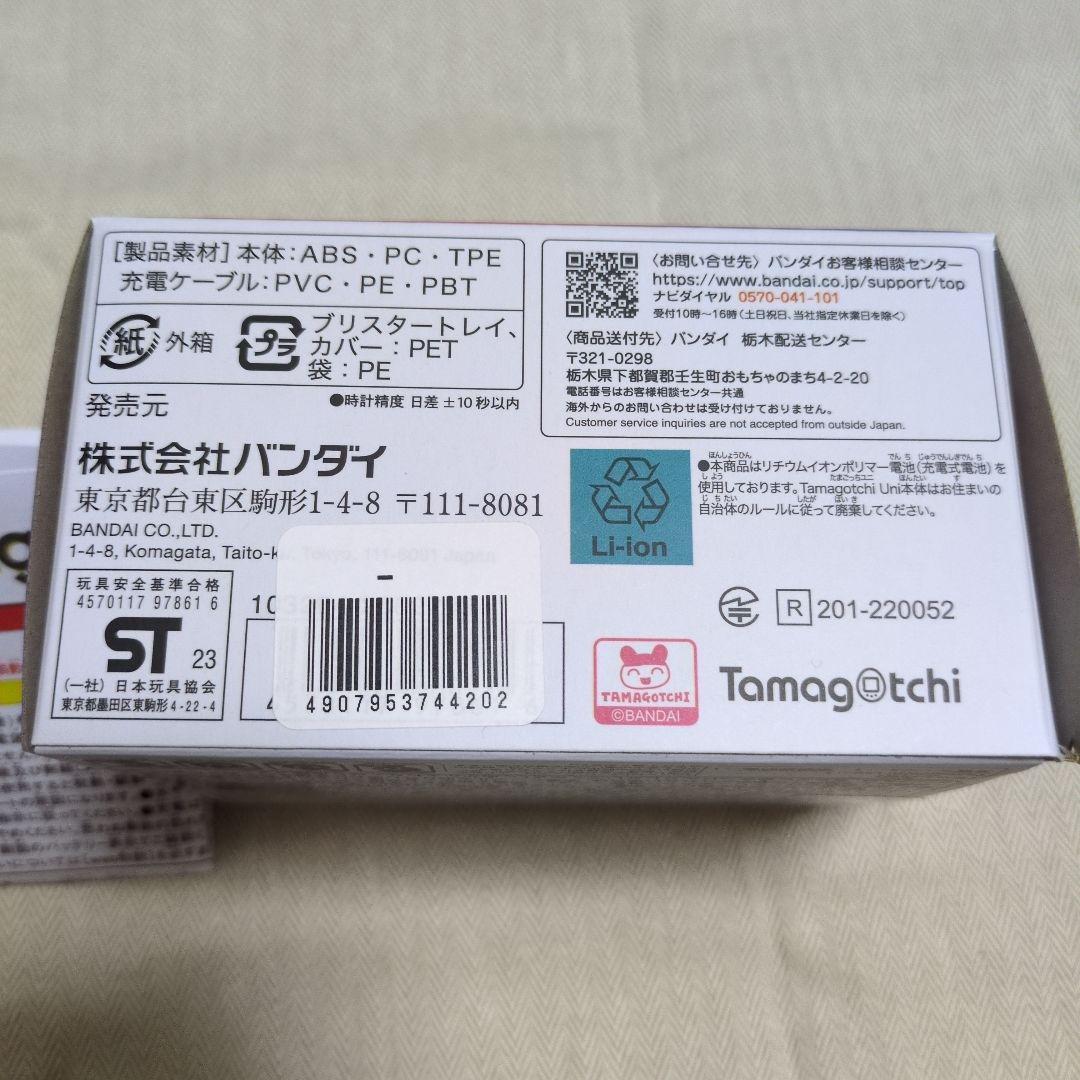 [製品素材]本体：ABS・PC・TPE
充電ケーブル：PVC・PE・PBT
紙 外箱
プラ ブリスタートレイ、
カバー：PET
袋：PE
発売元
●時計精度 日差±10秒以内
株式会社バンダイ
東京都台東区駒形1-4-8 〒111-8081
BANDAI CO.,LTD.
1-4-8, Komagata, Taito-ku, Tokyo, 111-8081 Japan
玩具安全基準合格
4570117 97861 6
ST 23
(一社) 日本玩具協会
東京都墨田区東駒形4-22-4
–
4907953744202
〈お問い合せ先〉バンダイお客様相談センター
https://www.bandai.co.jp/support/top
ナビダイヤル 0570-041-101
受付10時〜16時(土日祝日、当社指定休業日を除く)
〈商品送付先〉バンダイ 栃木配送センター
〒321-0298
栃木県下都賀郡壬生町おもちゃのまち4-2-20
電話番号はお客様相談センター共通
海外からのお問い合わせは受け付けておりません。
Customer service inquiries are not accepted from outside Japan.
Li-ion
●本商品はリチウムイオンポリマー電池(充電式電池)を
使用しております。Tamagotchi Uni本体はお住まいの
自治体のルールに従って廃棄してください。
R 201-220052
TAMAGOTCHI
©BANDAI
Tamagotchi